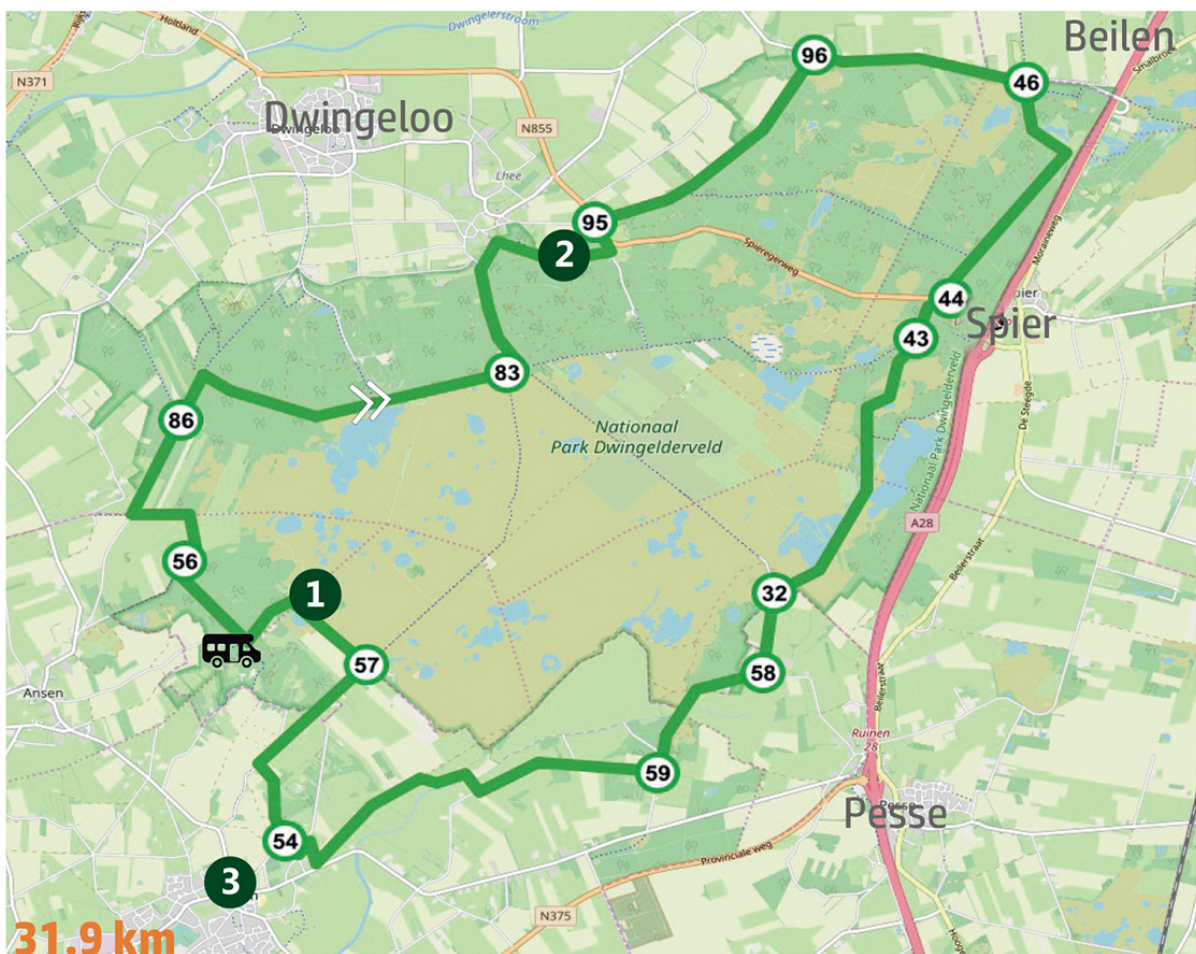 Holtland
Dwingelerstroom
Beilen
Smalbroek
N371
96
46
Dwingeloo
N855
Lhee
95
2
Spieregerweg
Moraineweg
44
Spier
43
83
De Steegde
86
Nationaal
Park Dwingelderveld
Nationaal Park Dwingelderveld
A28
56
1
32
Beilerstraat
57
58
Beilerstraat
Ansen
Ruinen
28
59
Pesse
54
Provinciale weg
3
N375
31.9 km